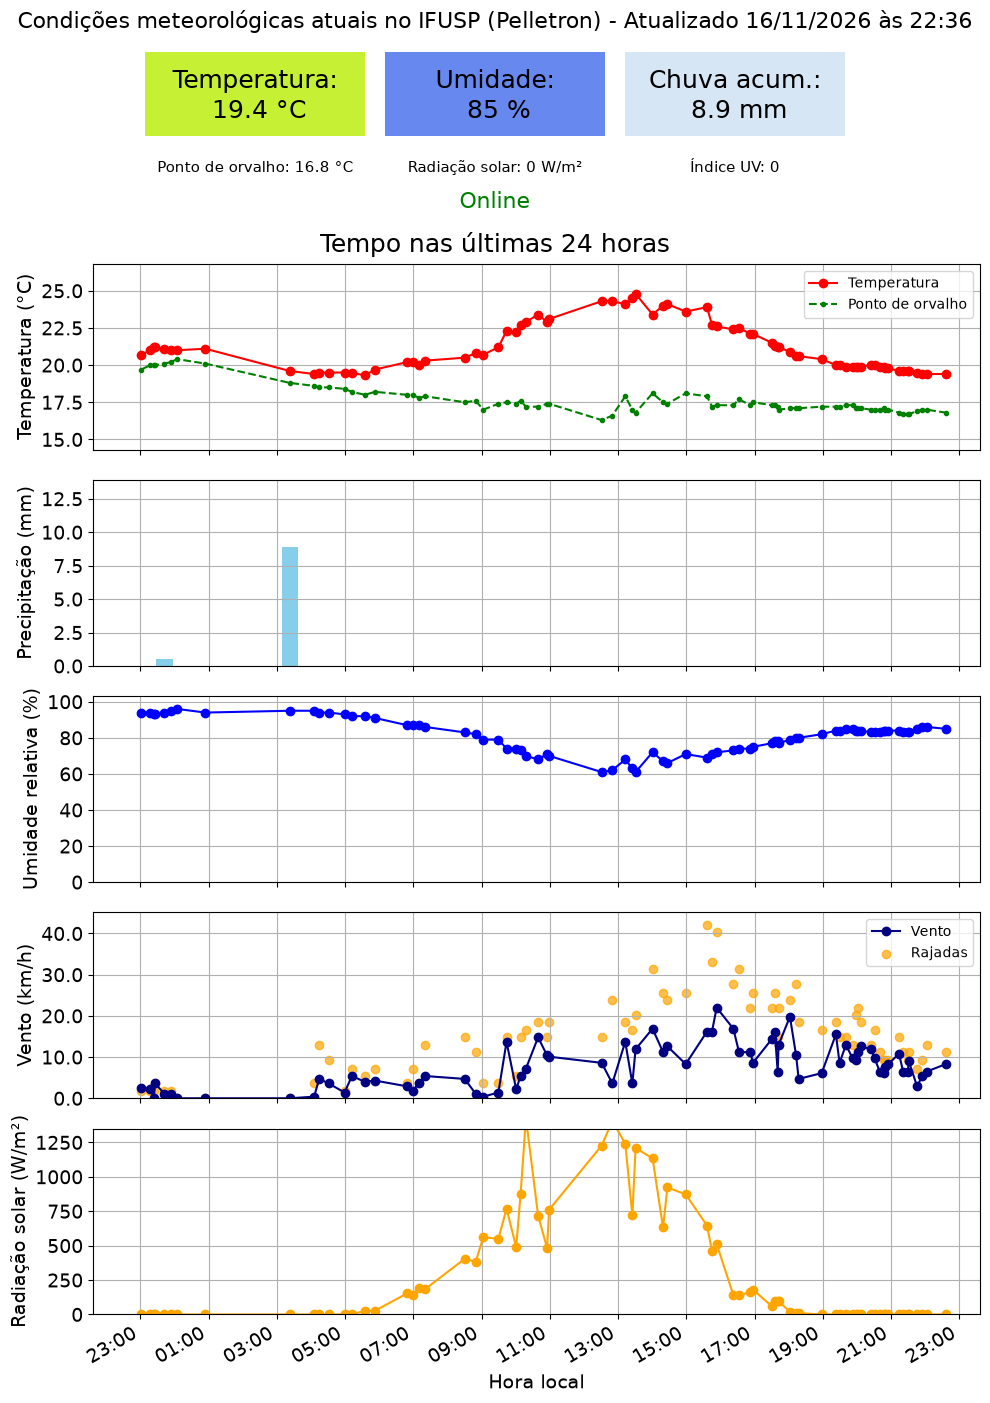 Condições meteorológicas atuais no IFUSP (Pelletron) - Atualizado 16/11/2026 às 22:36
Temperatura:
19.4 °C
Umidade:
85 %
Chuva acum.:
8.9 mm
Ponto de orvalho: 16.8 °C
Radiação solar: 0 W/m²
Índice UV: 0
Online
Tempo nas últimas 24 horas
Temperatura (°C)
25.0
22.5
20.0
17.5
15.0
Temperatura
Ponto de orvalho
Precipitação (mm)
12.5
10.0
7.5
5.0
2.5
0.0
Umidade relativa (%)
100
80
60
40
20
0
Vento (km/h)
40.0
30.0
20.0
10.0
0.0
Vento
Rajadas
Radiação solar (W/m²)
1250
1000
750
500
250
0
23:00
01:00
03:00
05:00
07:00
09:00
11:00
13:00
15:00
17:00
19:00
21:00
23:00
Hora local